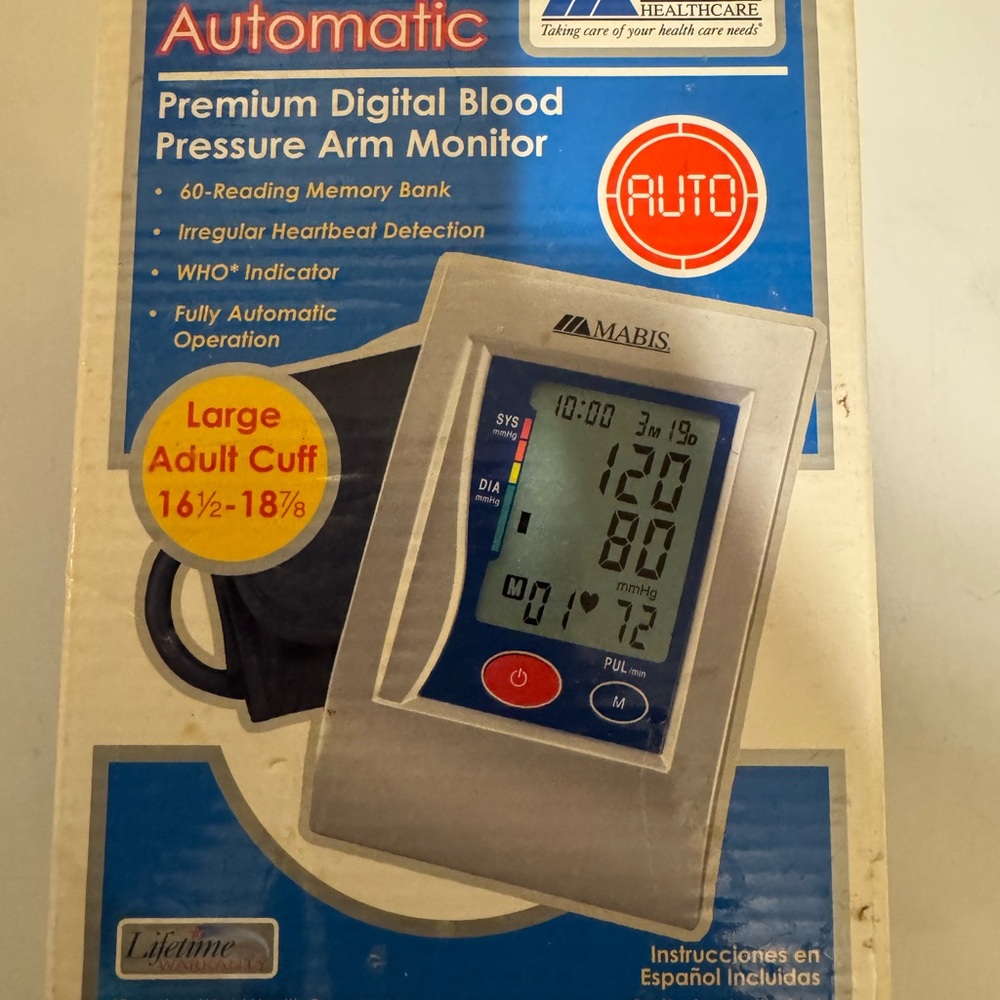 Automatic
HEALTHCARE
Taking care of your health care needs®
Premium Digital Blood
Pressure Arm Monitor
• 60-Reading Memory Bank
• Irregular Heartbeat Detection
• WHO* Indicator
• Fully Automatic
Operation
AUTO
MABIS
Large
Adult Cuff
16½-18⅞
10:00 3M 19D
SYS
mmHg
120
DIA
mmHg
80
mmHg
M 01 ♥ 72
PUL/min
M
Lifetime
WARRANTY
Instrucciones en
Español Incluidas